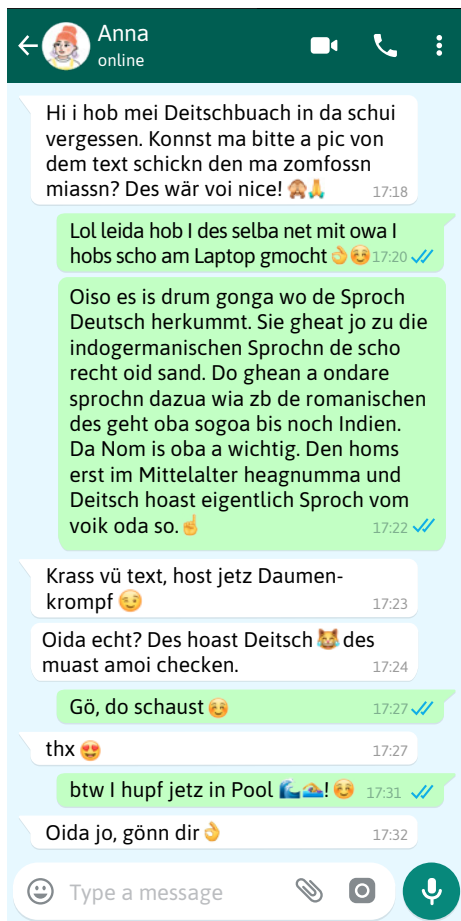 Anna
online
Hi i hob mei Deitschbuach in da schui
vergessen. Konnst ma bitte a pic von
dem text schickn den ma zomfossn
miassn? Des wär voi nice! 🙈🙏 17:18
Lol leida hob I des selba net mit owa I
hobs scho am Laptop gmocht👌☺️ 17:20
Oiso es is drum gonga wo de Sproch
Deutsch herkummt. Sie gheat jo zu die
indogermanischen Sprochn de scho
recht oid sand. Do ghean a ondare
sprochn dazua wia zb de romanischen
des geht oba sogoa bis noch Indien.
Da Nom is oba a wichtig. Den homs
erst im Mittelalter heagnumma und
Deitsch hoast eigentlich Sproch vom
voik oda so.☝️ 17:22
Krass vü text, host jetz Daumen-
krompf 😉 17:23
Oida echt? Des hoast Deitsch 😹 des
muast amoi checken. 17:24
Gö, do schaust ☺️ 17:27
thx 😍 17:27
btw I hupf jetz in Pool 🌊🏊! ☺️ 17:31
Oida jo, gönn dir👌 17:32
Type a message